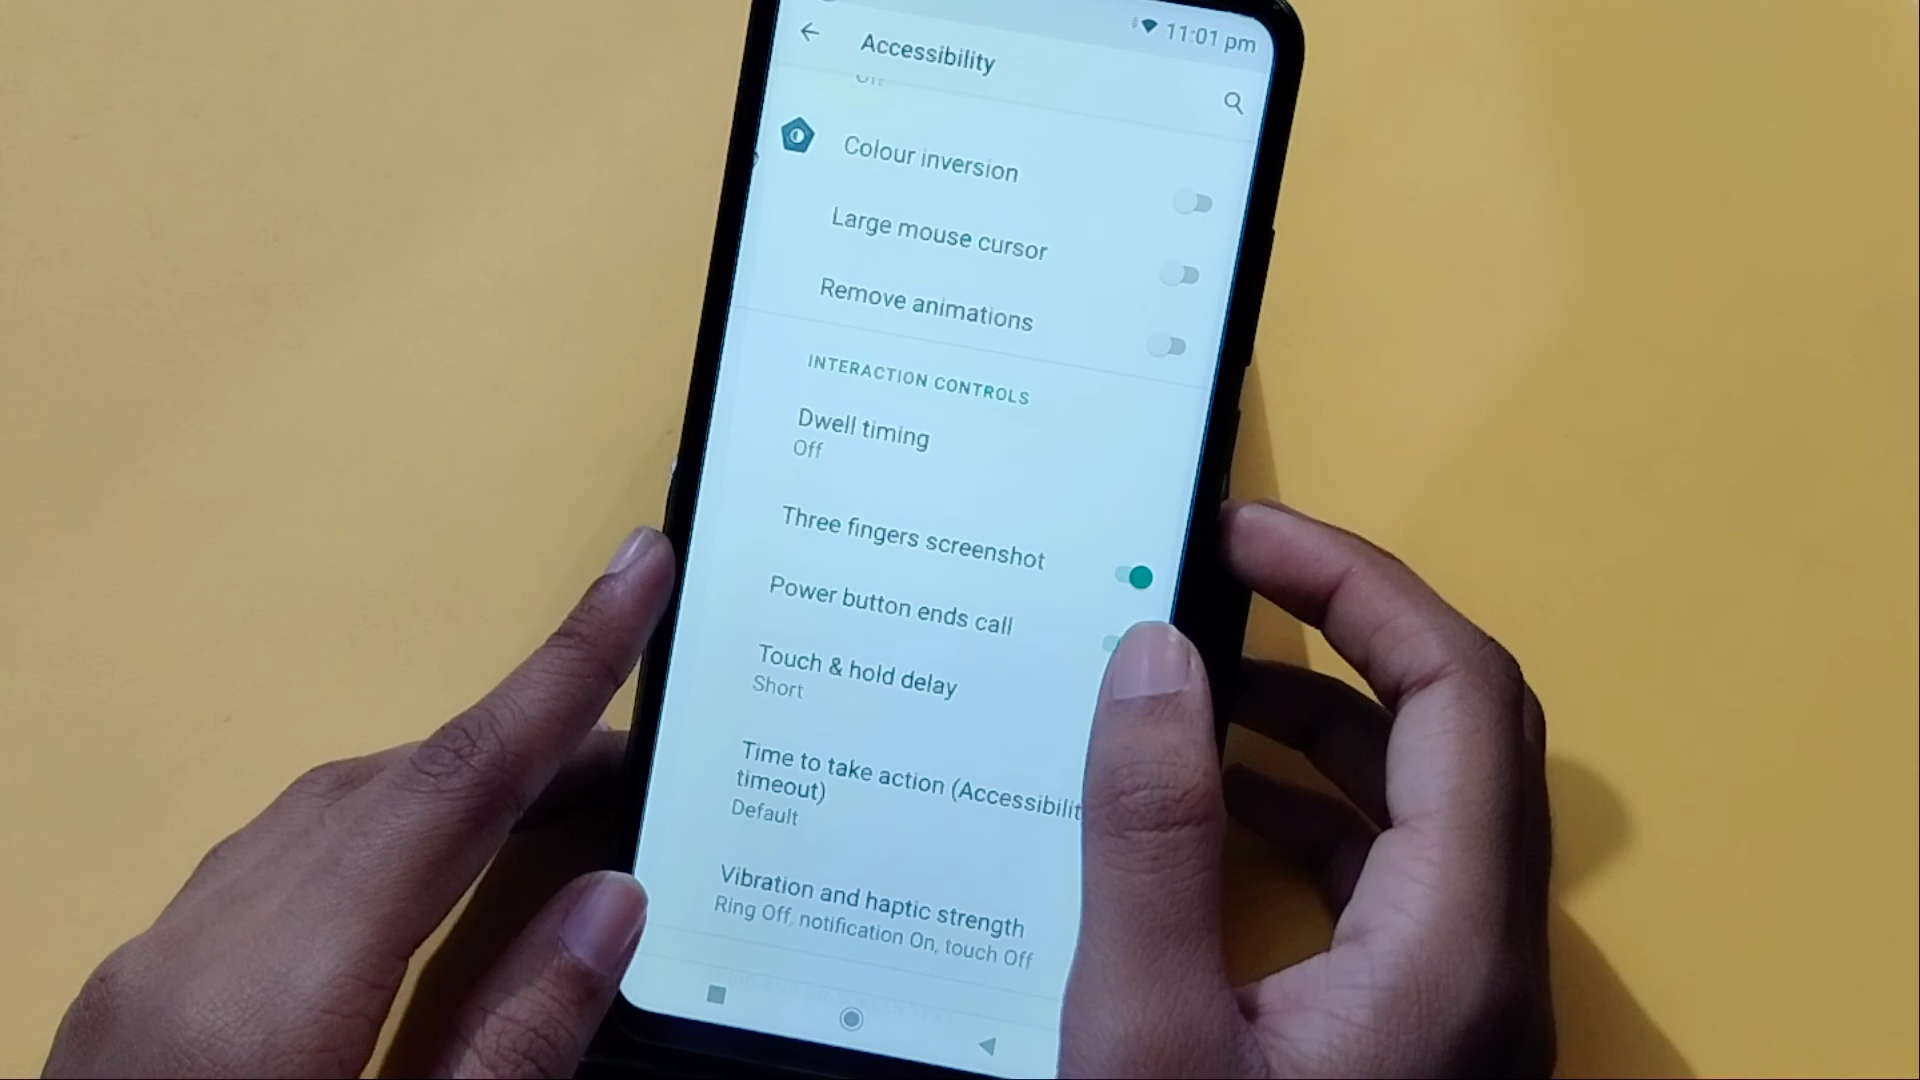 11:01 pm
Accessibility
Colour inversion
Large mouse cursor
Remove animations
INTERACTION CONTROLS
Dwell timing
Off
Three fingers screenshot
Power button ends call
Touch & hold delay
Short
Time to take action (Accessibilit
timeout)
Default
Vibration and haptic strength
Ring Off, notification On, touch Off